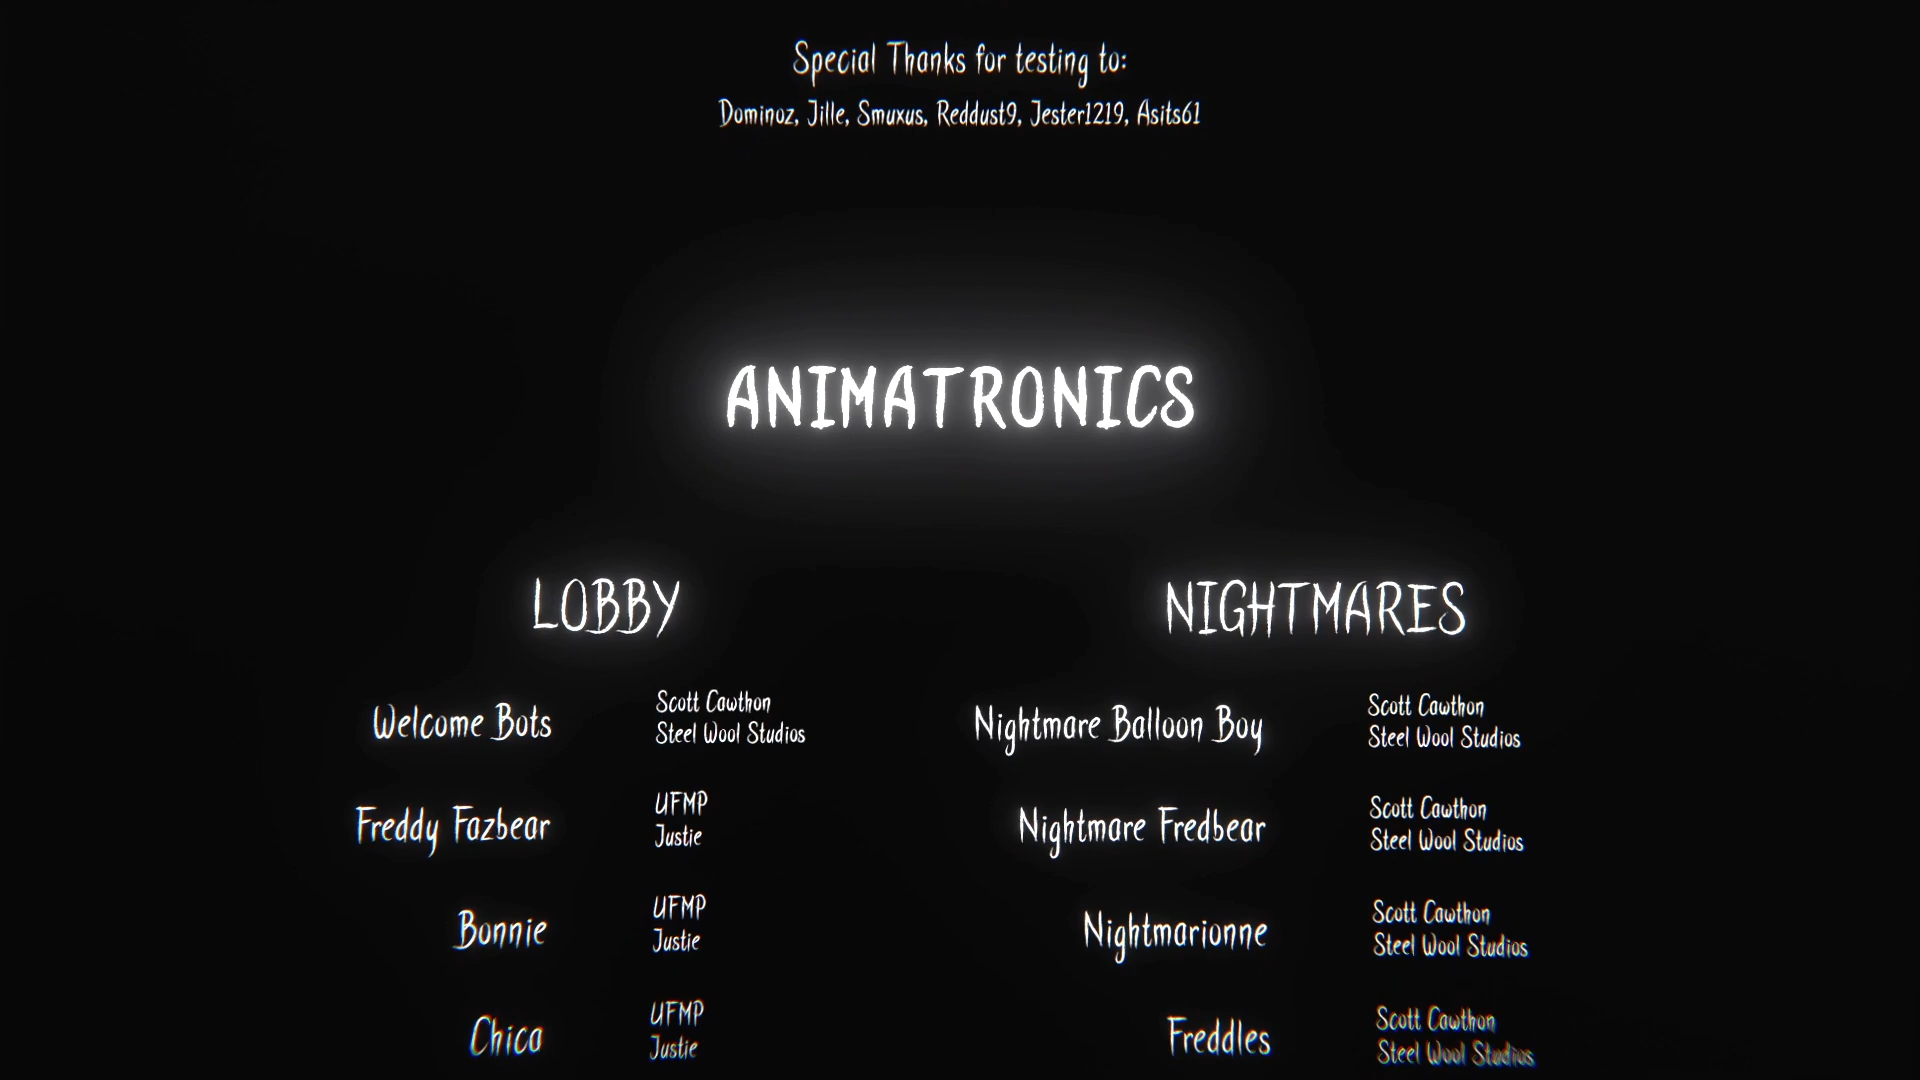 Special Thanks for testing to:
Dominoz, Jille, Smuxus, Reddust9, Jester1219, Asits61
ANIMATRONICS
LOBBY
Welcome Bots
Scott Cawthon
Steel Wool Studios
Freddy Fazbear
UFMP
Justie
Bonnie
UFMP
Justie
Chica
UFMP
Justie
NIGHTMARES
Nightmare Balloon Boy
Scott Cawthon
Steel Wool Studios
Nightmare Fredbear
Scott Cawthon
Steel Wool Studios
Nightmarionne
Scott Cawthon
Steel Wool Studios
Freddles
Scott Cawthon
Steel Wool Studios